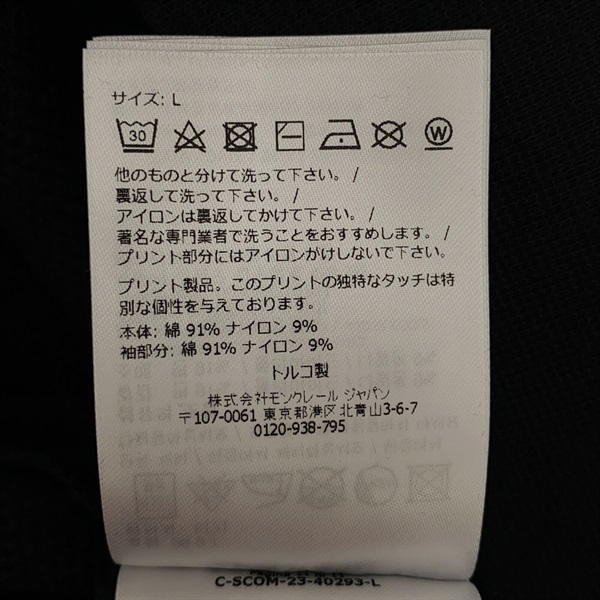 サイズ: L
30
W
他のものと分けて洗って下さい。 /
裏返して洗って下さい。 /
アイロンは裏返してかけて下さい。 /
著名な専門業者で洗うことをおすすめします。 /
プリント部分にはアイロンがけしないで下さい。
プリント製品。このプリントの独特なタッチは特
別な個性を与えております。
本体: 綿 91% ナイロン 9%
袖部分: 綿 91% ナイロン 9%
トルコ製
株式会社モンクレール ジャパン
〒107-0061 東京都港区北青山3-6-7
0120-938-795
C-SCOM-23-40293-L